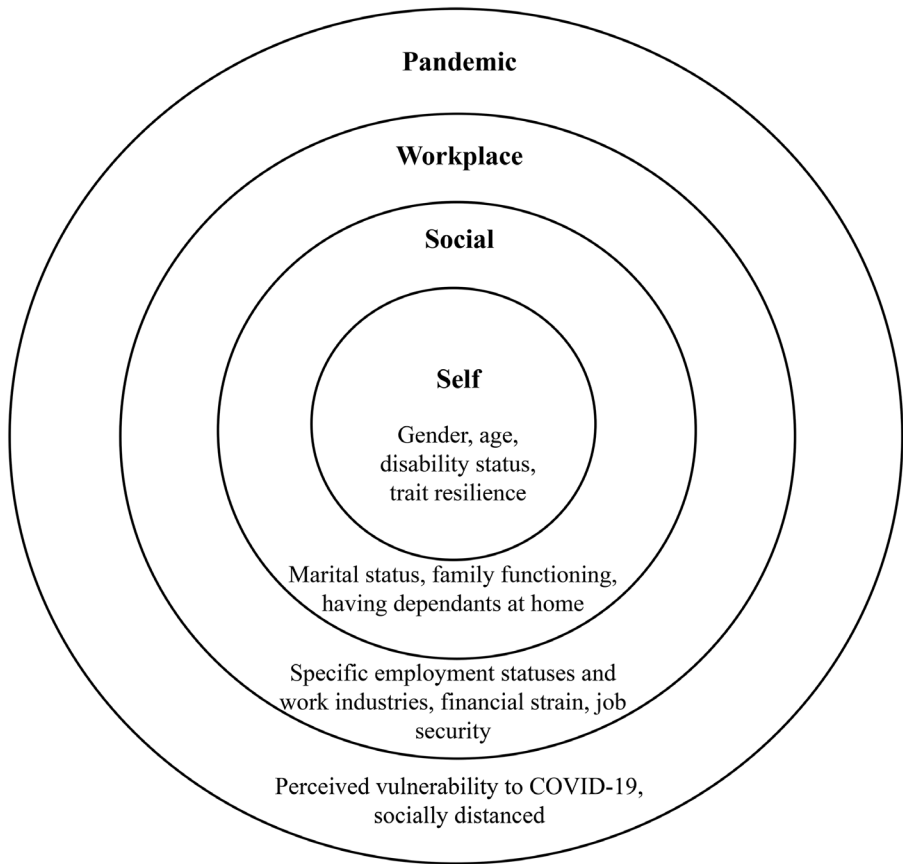 Pandemic
Workplace
Social
Self
Gender, age,
disability status,
trait resilience
Marital status, family functioning,
having dependants at home
Specific employment statuses and
work industries, financial strain, job
security
Perceived vulnerability to COVID-19,
socially distanced